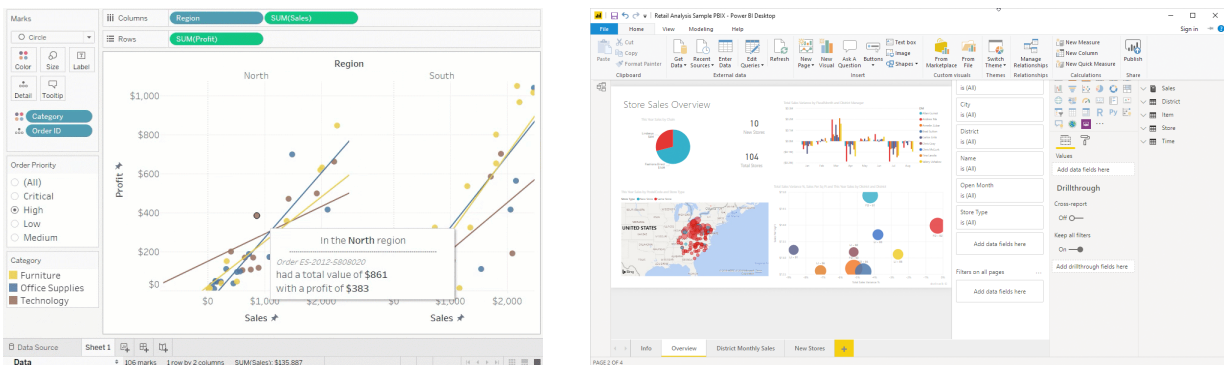 Marks
Circle
Color Size Label
Detail Tooltip
Category
Order ID
Order Priority
(All)
Critical
High
Low
Medium
Category
Furniture
Office Supplies
Technology
Columns Region SUM(Sales)
Rows SUM(Profit)
Region
North South
Profit
$1,000
$800
$600
$400
$200
$0
In the North region
Order ES-2012-5808020
had a total value of $861
with a profit of $383
$0 $1,000 $2,000 $0 $1,000 $2,000
Sales Sales
Data Source Sheet 1
Data 106 marks 1 row by 2 columns SUM(Sales): $135,887
Retail Analysis Sample PBIX - Power BI Desktop
File Home View Modeling Help Sign in
Paste
Cut
Copy
Format Painter
Clipboard
Get Data
Recent Sources
Enter Data
Edit Queries
Refresh
External data
New Page
New Visual
Ask A Question
Buttons
Text box
Image
Shapes
Insert
From Marketplace
From File
Custom visuals
Switch Theme
Themes
Manage Relationships
Relationships
New Measure
New Column
New Quick Measure
Calculations
Publish
Share
Store Sales Overview
10
New Stores
104
Total Stores
UNITED STATES
is (All)
City
is (All)
District
is (All)
Name
is (All)
Open Month
is (All)
Store Type
is (All)
Add data fields here
Filters on all pages
Add data fields here
R Py
Values
Add data fields here
Drillthrough
Cross-report
Off
Keep all filters
On
Add drillthrough fields here
Sales
District
Item
Store
Time
Info Overview District Monthly Sales New Stores
PAGE 2 OF 4